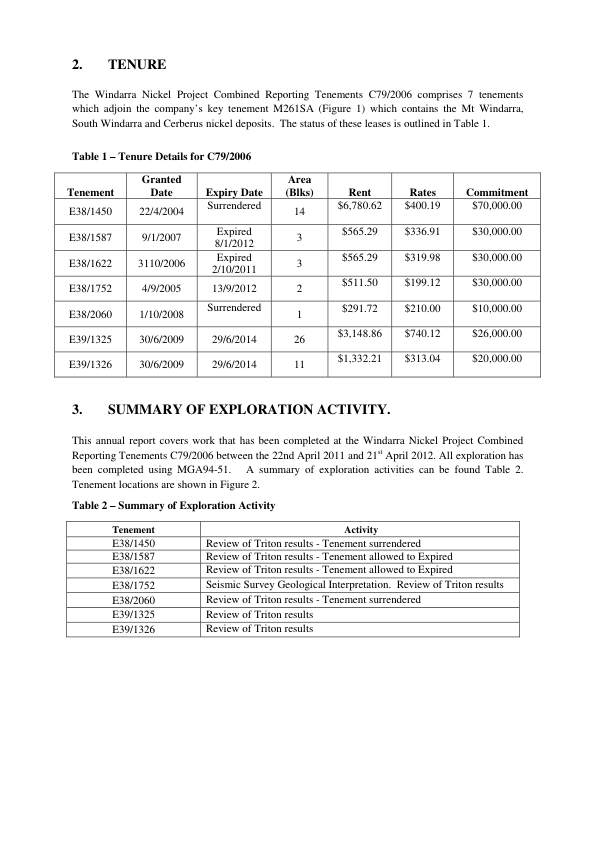 2. TENURE
The Windarra Nickel Project Combined Reporting Tenements C79/2006 comprises 7 tenements
which adjoin the company's key tenement M261SA (Figure 1) which contains the Mt Windarra,
South Windarra and Cerberus nickel deposits. The status of these leases is outlined in Table 1.
Table 1 – Tenure Details for C79/2006
Tenement Granted Date Expiry Date Area (Blks) Rent Rates Commitment
E38/1450 22/4/2004 Surrendered 14 $6,780.62 $400.19 $70,000.00
E38/1587 9/1/2007 Expired 8/1/2012 3 $565.29 $336.91 $30,000.00
E38/1622 3110/2006 Expired 2/10/2011 3 $565.29 $319.98 $30,000.00
E38/1752 4/9/2005 13/9/2012 2 $511.50 $199.12 $30,000.00
E38/2060 1/10/2008 Surrendered 1 $291.72 $210.00 $10,000.00
E39/1325 30/6/2009 29/6/2014 26 $3,148.86 $740.12 $26,000.00
E39/1326 30/6/2009 29/6/2014 11 $1,332.21 $313.04 $20,000.00
3. SUMMARY OF EXPLORATION ACTIVITY.
This annual report covers work that has been completed at the Windarra Nickel Project Combined
Reporting Tenements C79/2006 between the 22nd April 2011 and 21st April 2012. All exploration has
been completed using MGA94-51. A summary of exploration activities can be found Table 2.
Tenement locations are shown in Figure 2.
Table 2 – Summary of Exploration Activity
Tenement Activity
E38/1450 Review of Triton results - Tenement surrendered
E38/1587 Review of Triton results - Tenement allowed to Expired
E38/1622 Review of Triton results - Tenement allowed to Expired
E38/1752 Seismic Survey Geological Interpretation. Review of Triton results
E38/2060 Review of Triton results - Tenement surrendered
E39/1325 Review of Triton results
E39/1326 Review of Triton results